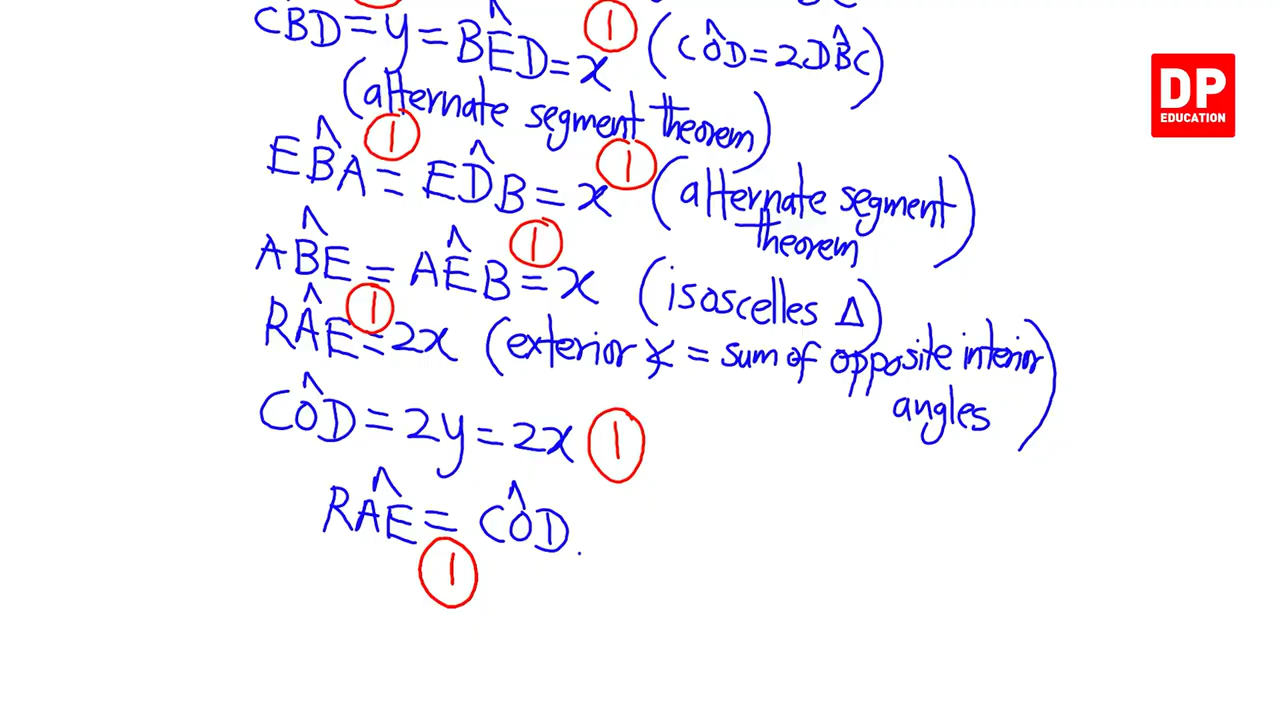 CB̂D = y = BÊD = x ① (CÔD = 2DB̂C)
(alternate segment theorem)
EB̂A ① = ED̂B = x ① (alternate segment theorem)
AB̂E = AÊB ① = x (isoscelles Δ)
RÂE ① = 2x (exterior ∢ = sum of opposite interior angles)
CÔD = 2y = 2x ①
RÂE = CÔD.
①
DP
EDUCATION